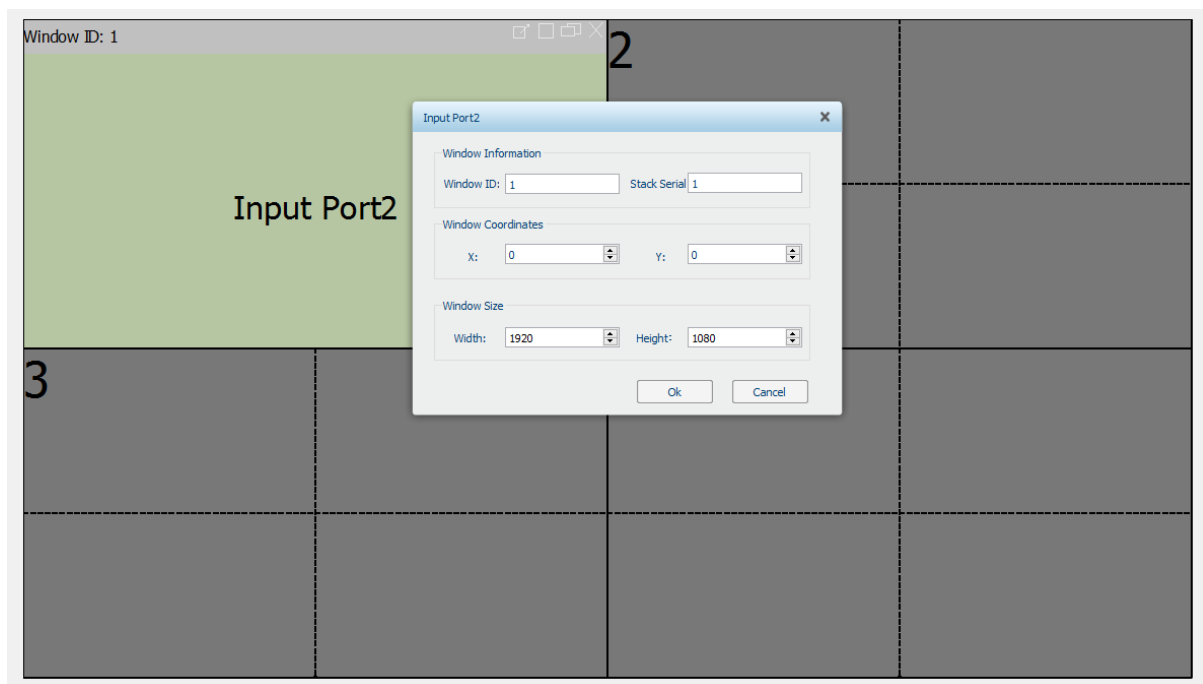 Window ID: 1
2
Input Port2
Input Port2
Window Information
Window ID: 1
Stack Serial 1
Window Coordinates
X: 0
Y: 0
Window Size
Width: 1920
Height: 1080
Ok
Cancel
3